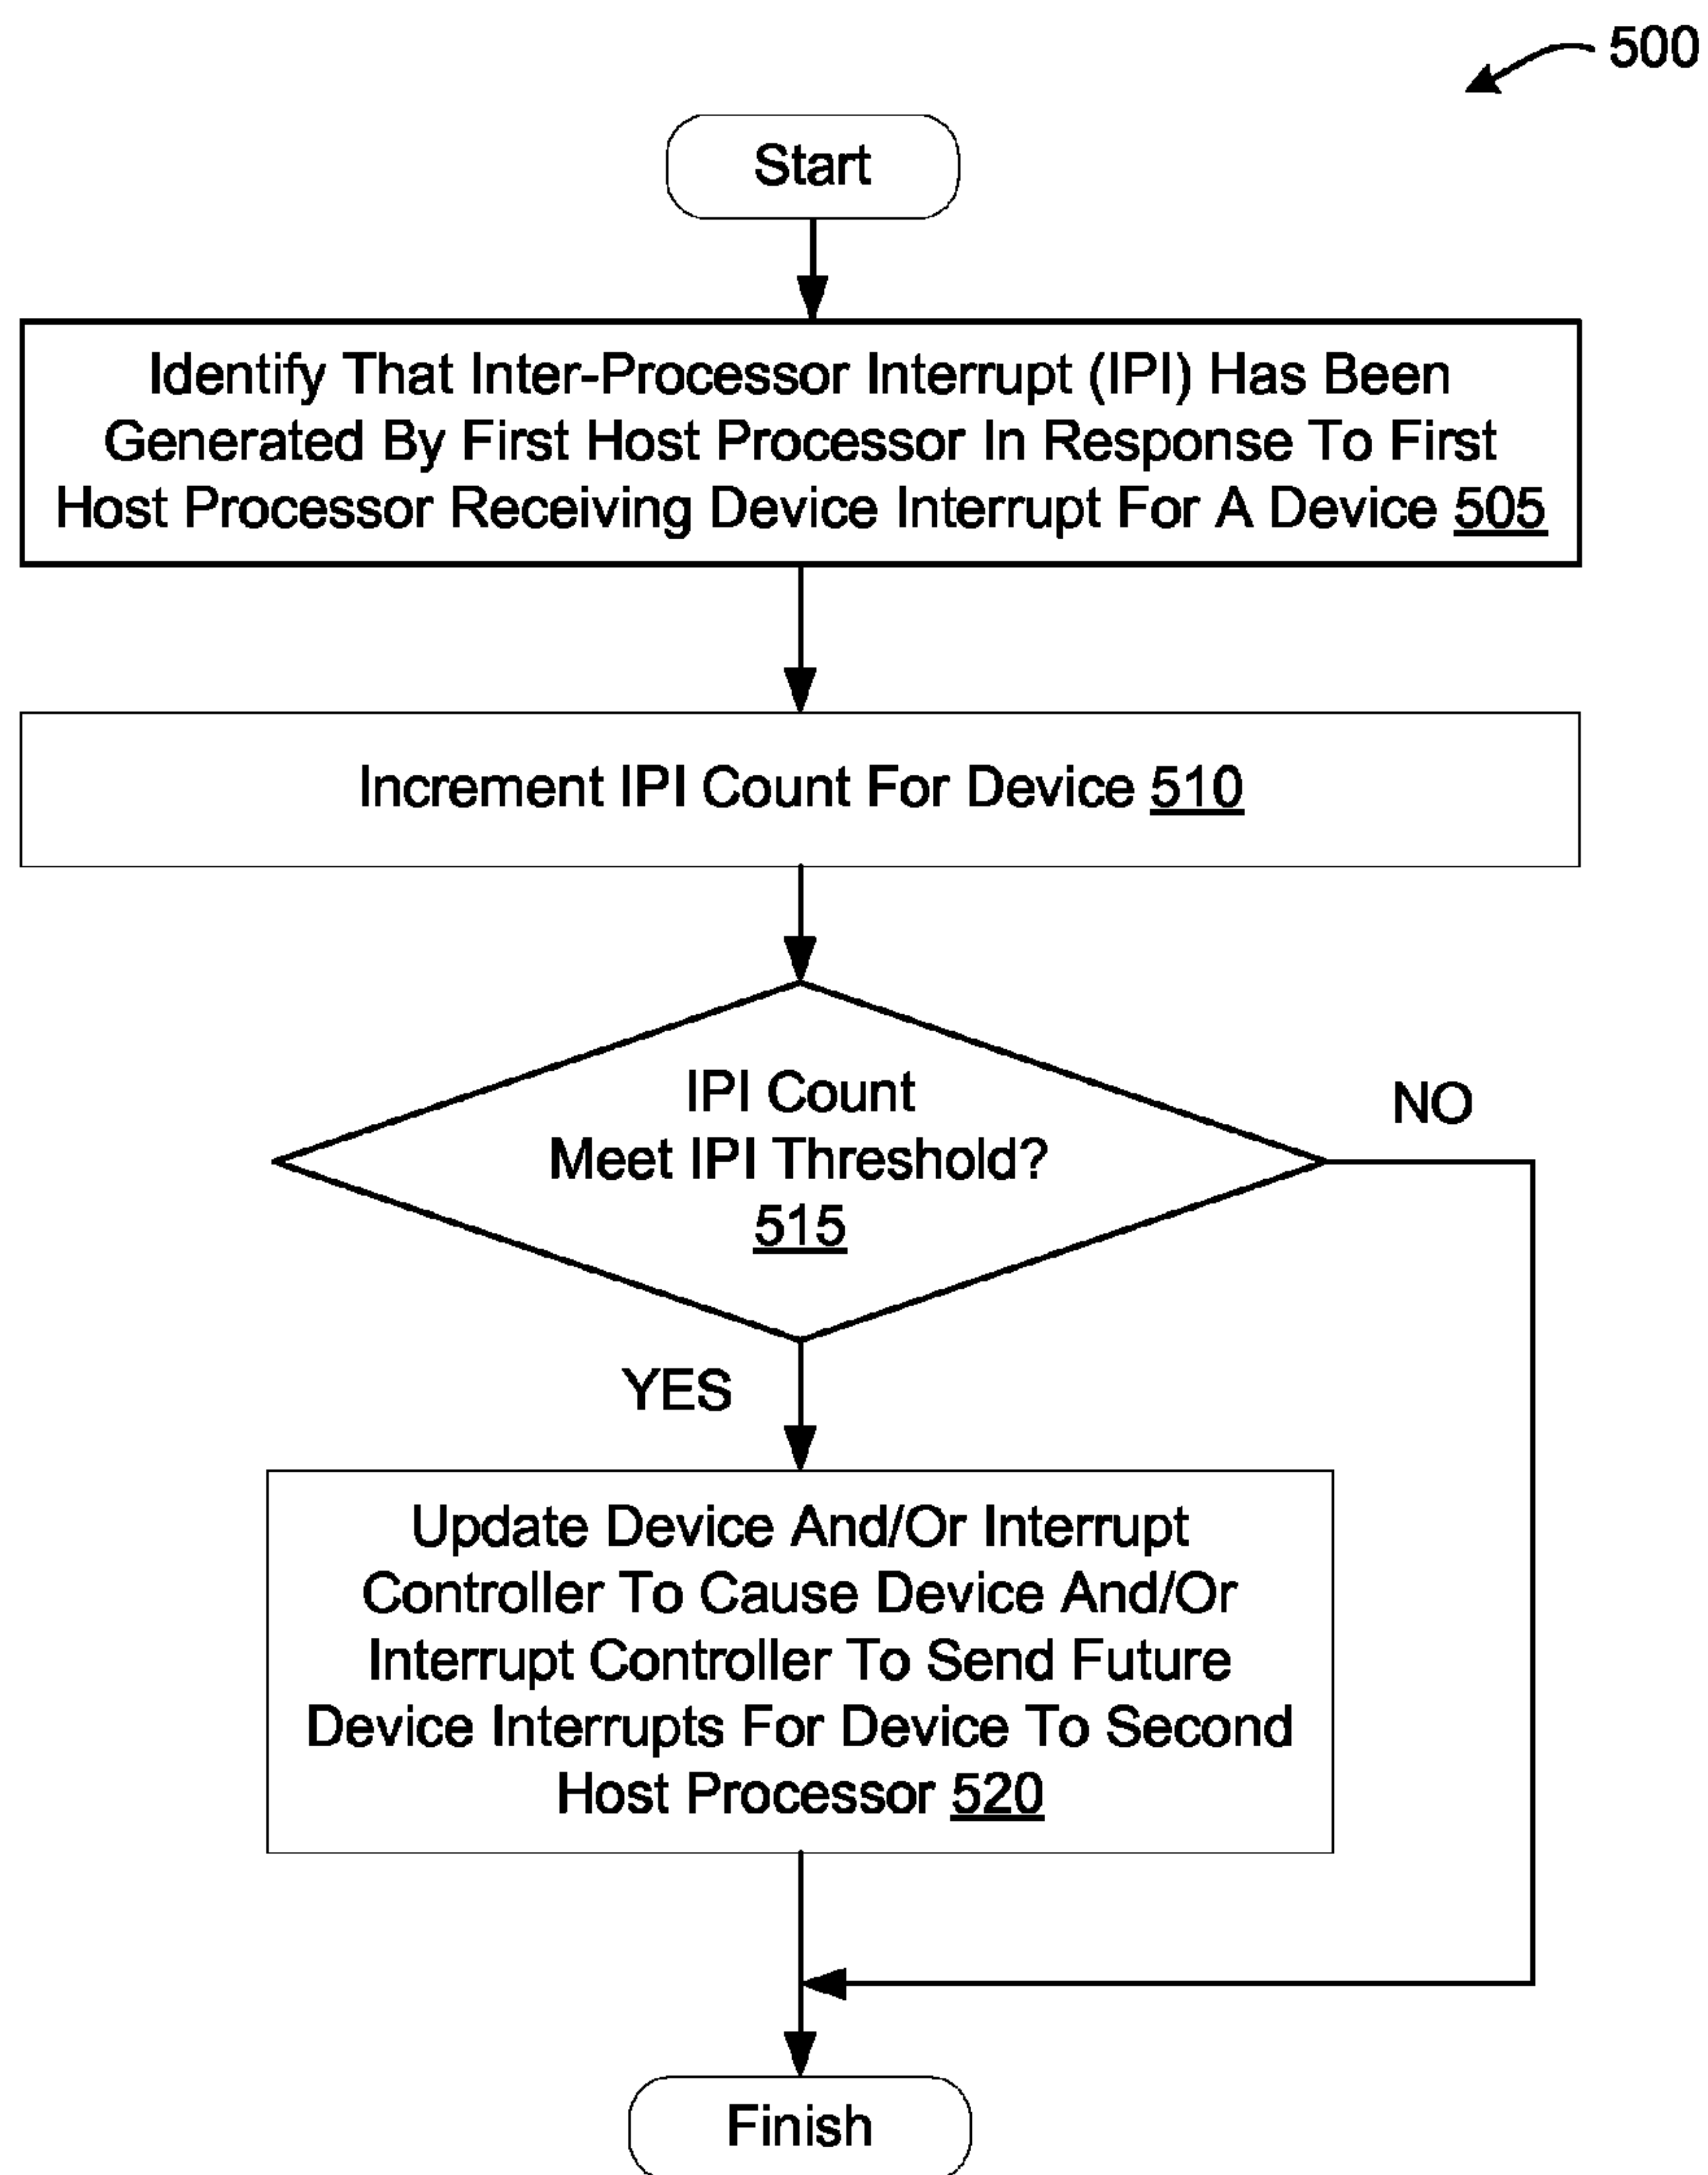 500
Start
Identify That Inter-Processor Interrupt (IPI) Has Been
Generated By First Host Processor In Response To First
Host Processor Receiving Device Interrupt For A Device 505
Increment IPI Count For Device 510
IPI Count
Meet IPI Threshold?
515
NO
YES
Update Device And/Or Interrupt
Controller To Cause Device And/Or
Interrupt Controller To Send Future
Device Interrupts For Device To Second
Host Processor 520
Finish